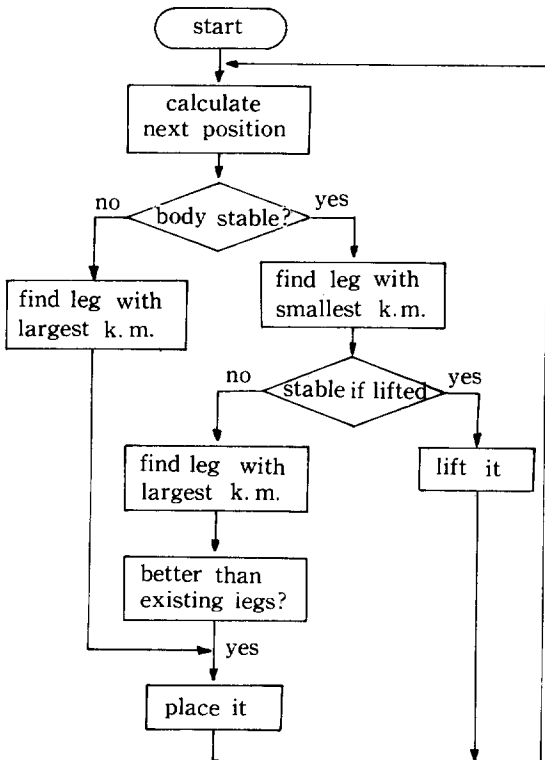 start
calculate
next position
no
body stable?
yes
find leg with
largest k.m.
find leg with
smallest k.m.
no
stable if lifted
yes
find leg with
largest k.m.
lift it
better than
existing iegs?
yes
place it